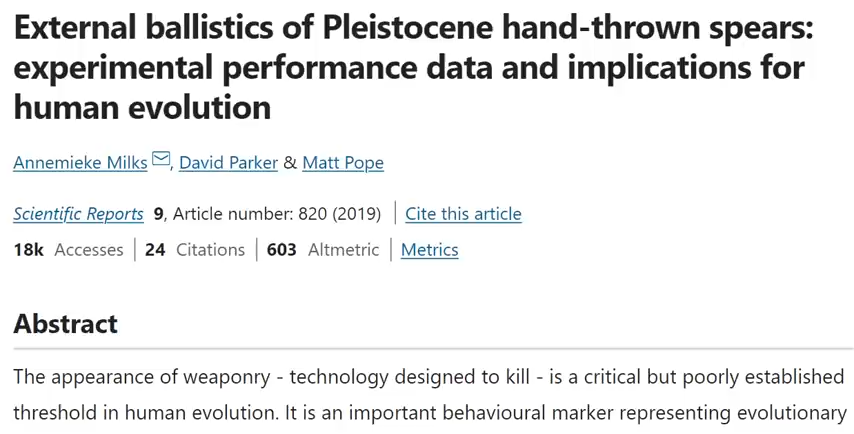 External ballistics of Pleistocene hand-thrown spears:
experimental performance data and implications for
human evolution
Annemieke Milks, David Parker & Matt Pope
Scientific Reports 9, Article number: 820 (2019) | Cite this article
18k Accesses | 24 Citations | 603 Altmetric | Metrics
Abstract
The appearance of weaponry - technology designed to kill - is a critical but poorly established
threshold in human evolution. It is an important behavioural marker representing evolutionary